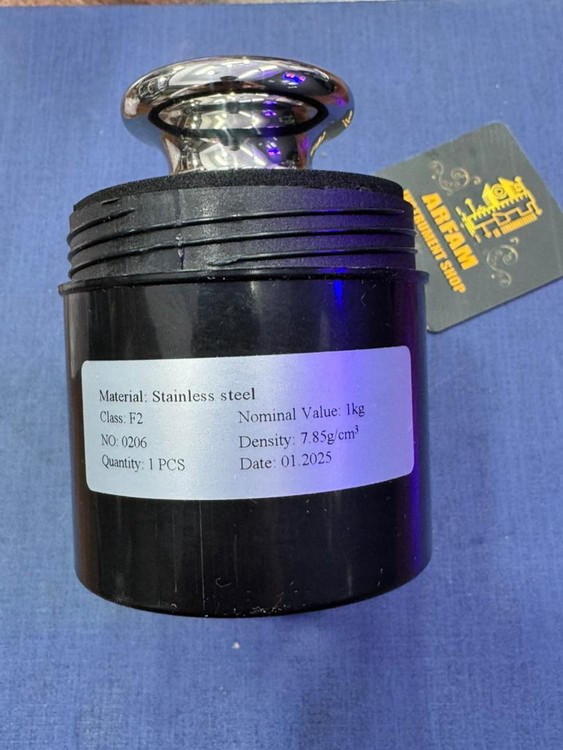 ARFAM
INSTRUMENT SHOP
Material: Stainless steel
Class: F2
Nominal Value: 1kg
NO: 0206
Density: 7.85g/cm³
Quantity: 1 PCS
Date: 01.2025